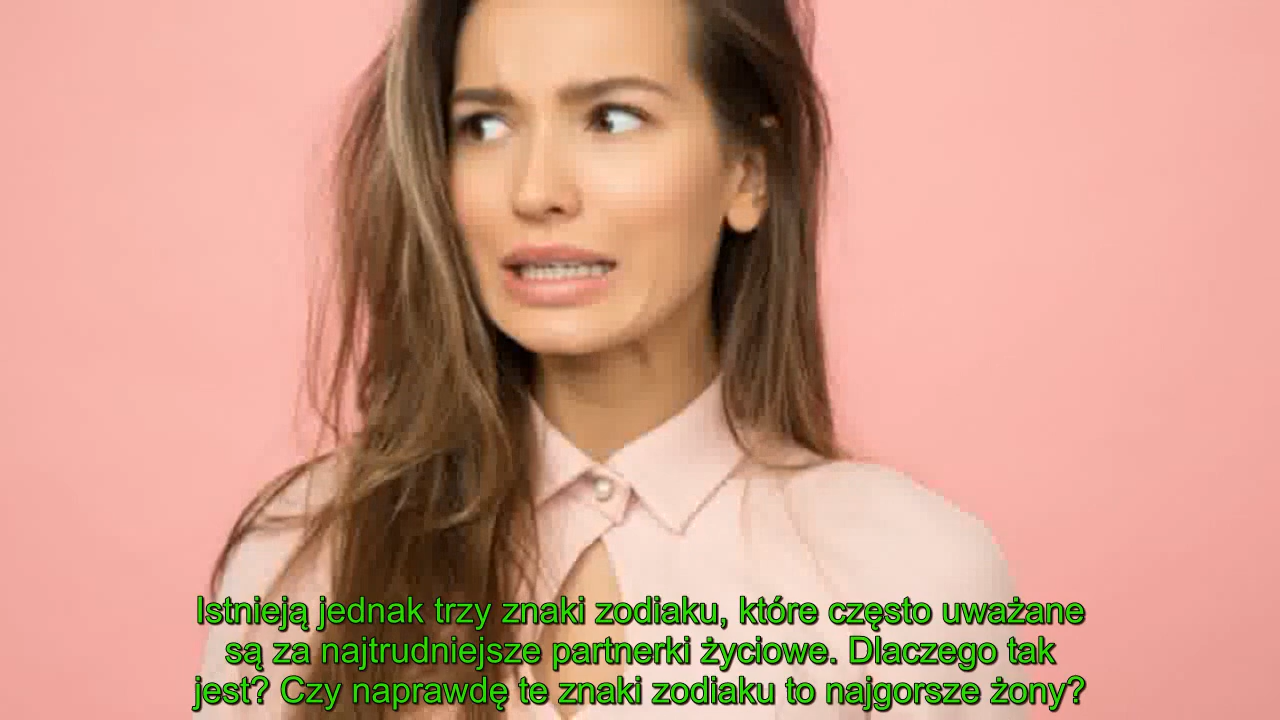 Istnieją jednak trzy znaki zodiaku, które często uważane
są za najtrudniejsze partnerki życiowe. Dlaczego tak
jest? Czy naprawdę te znaki zodiaku to najgorsze żony?